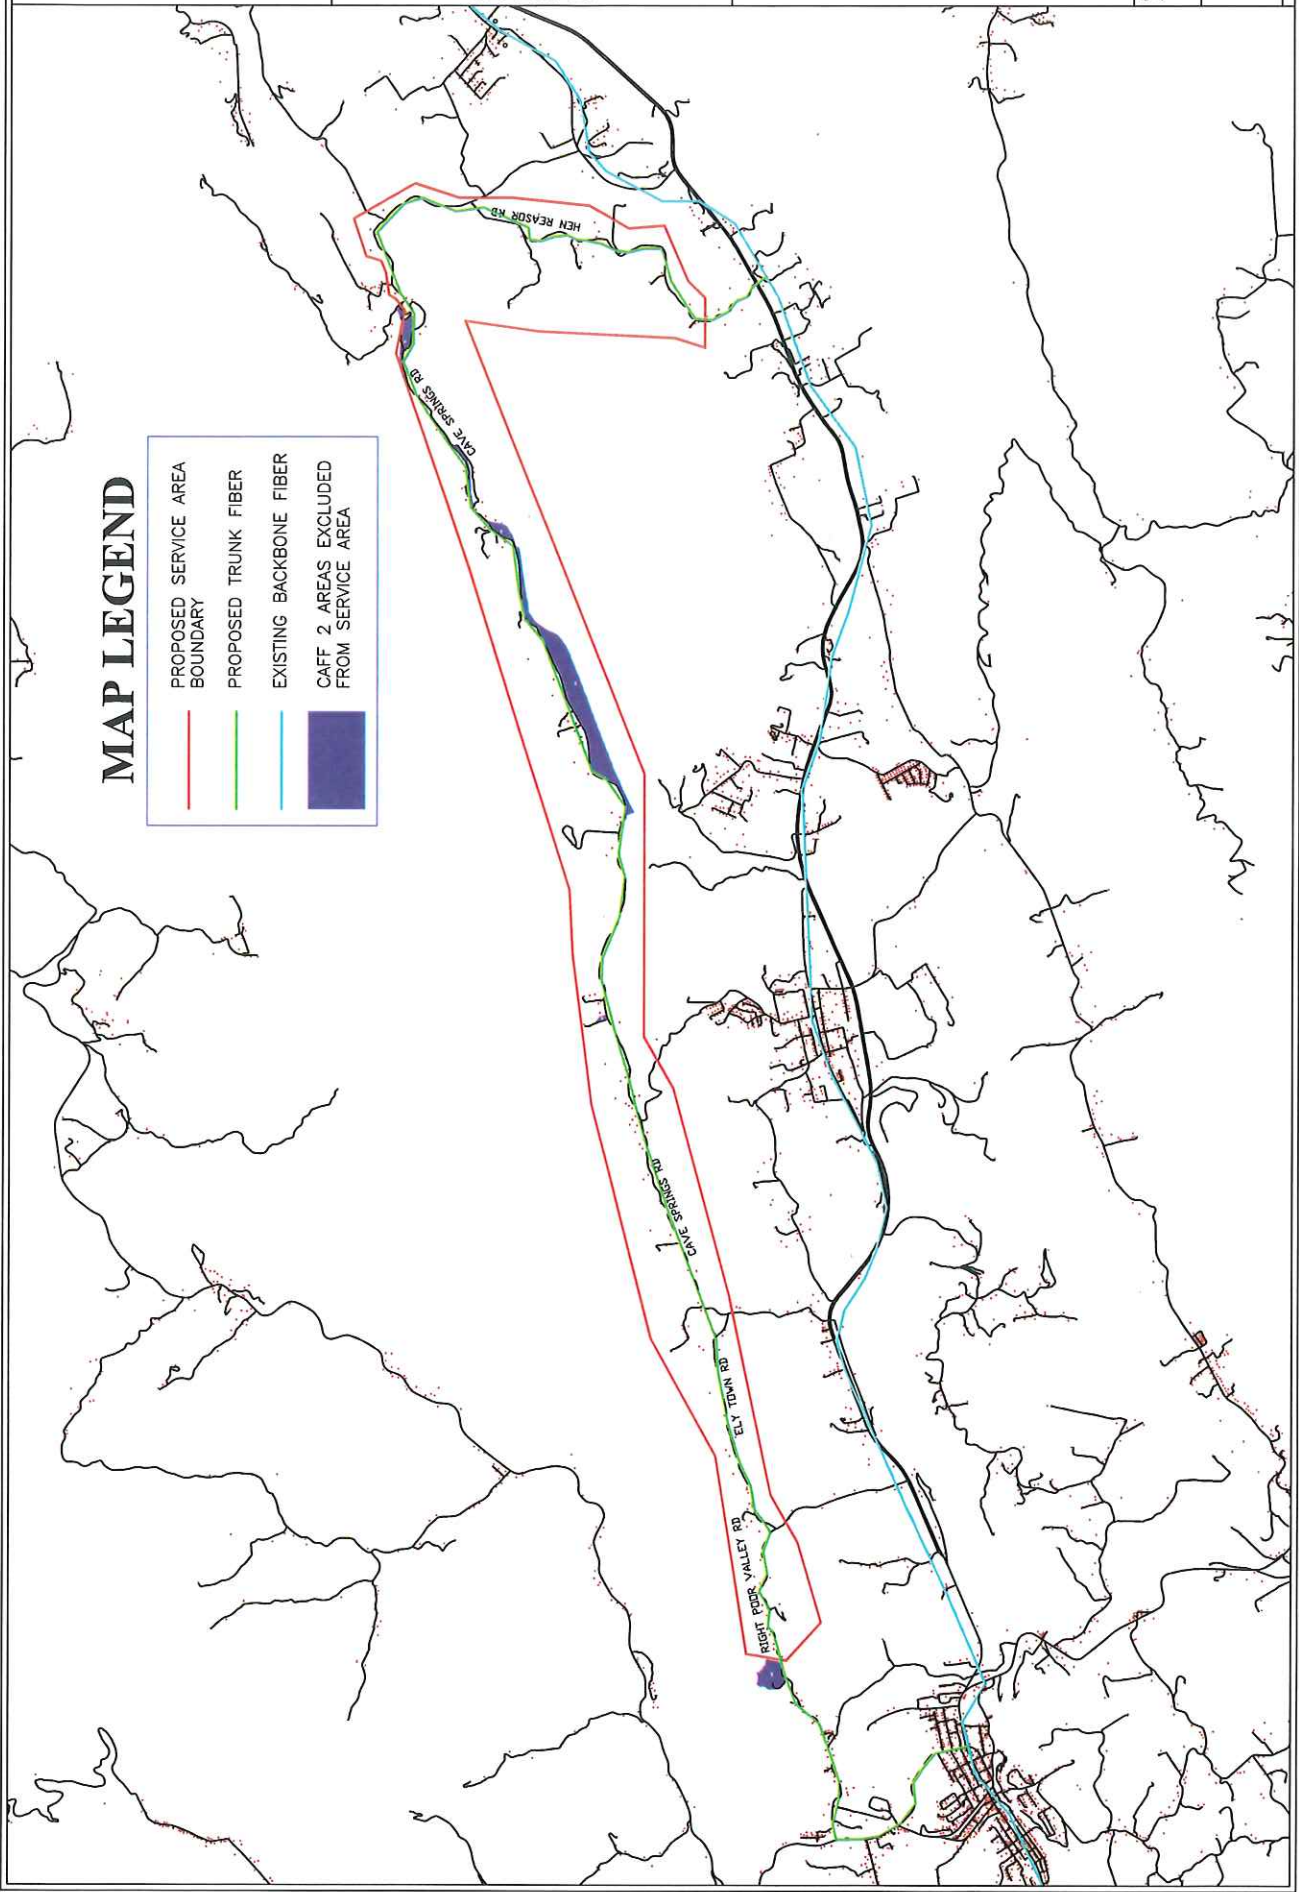 MAP LEGEND
PROPOSED SERVICE AREA
BOUNDARY
PROPOSED TRUNK FIBER
EXISTING BACKBONE FIBER
CAFF 2 AREAS EXCLUDED
FROM SERVICE AREA
RIGHT POOR VALLEY RD
ELY TOWN RD
CAVE SPRINGS RD
CAVE SPRINGS RD
HEN REASOR RD